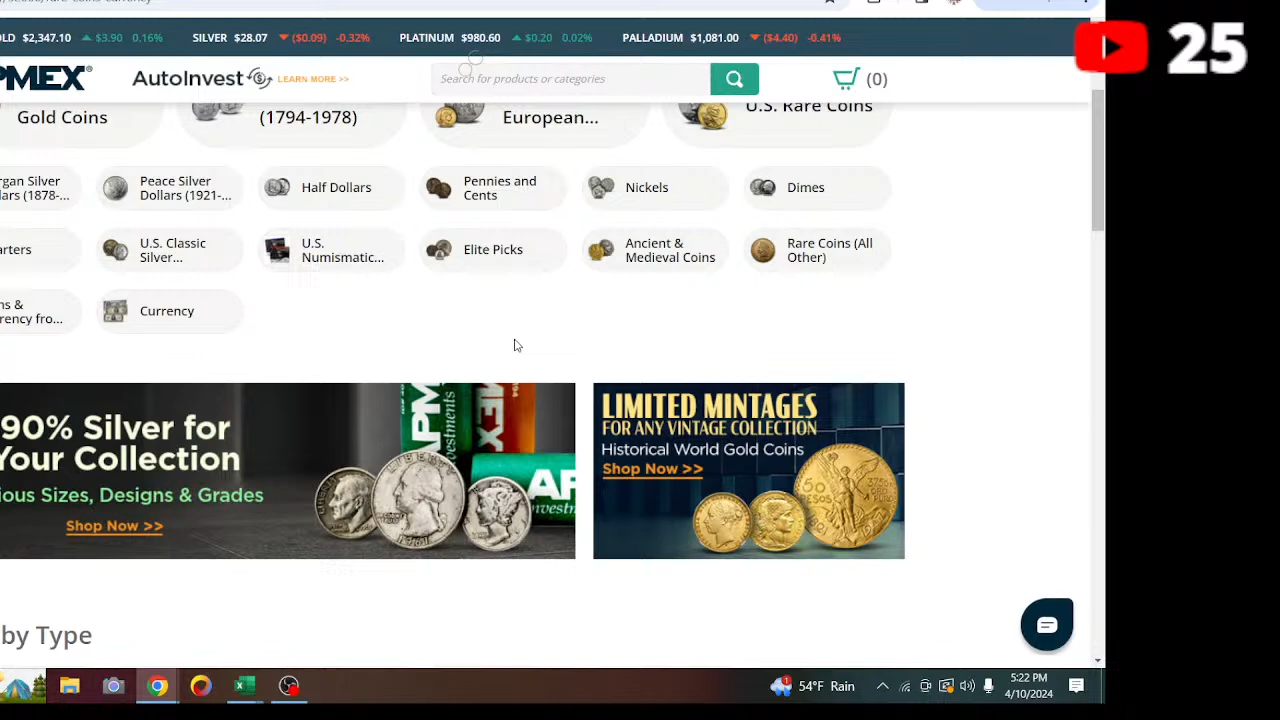 OLD $2,347.10 ▲ $3.90 0.16% SILVER $28.07 ▼ ($0.09) -0.32% PLATINUM $980.60 ▲ $0.20 0.02% PALLADIUM $1,081.00 ▼ ($4.40) -0.41%
25
PMEX® AutoInvest LEARN MORE >> Search for products or categories (0)
Gold Coins (1794-1978) European... U.S. Rare Coins
rgan Silver
lars (1878-...
Peace Silver
Dollars (1921-...
Half Dollars
Pennies and
Cents
Nickels
Dimes
arters
U.S. Classic
Silver...
U.S.
Numismatic...
Elite Picks
Ancient &
Medieval Coins
Rare Coins (All
Other)
ns &
rency fro...
Currency
90% Silver for
Your Collection
ious Sizes, Designs & Grades
Shop Now >>
LIMITED MINTAGES
FOR ANY VINTAGE COLLECTION
Historical World Gold Coins
Shop Now >>
by Type
54°F Rain
5:22 PM
4/10/2024